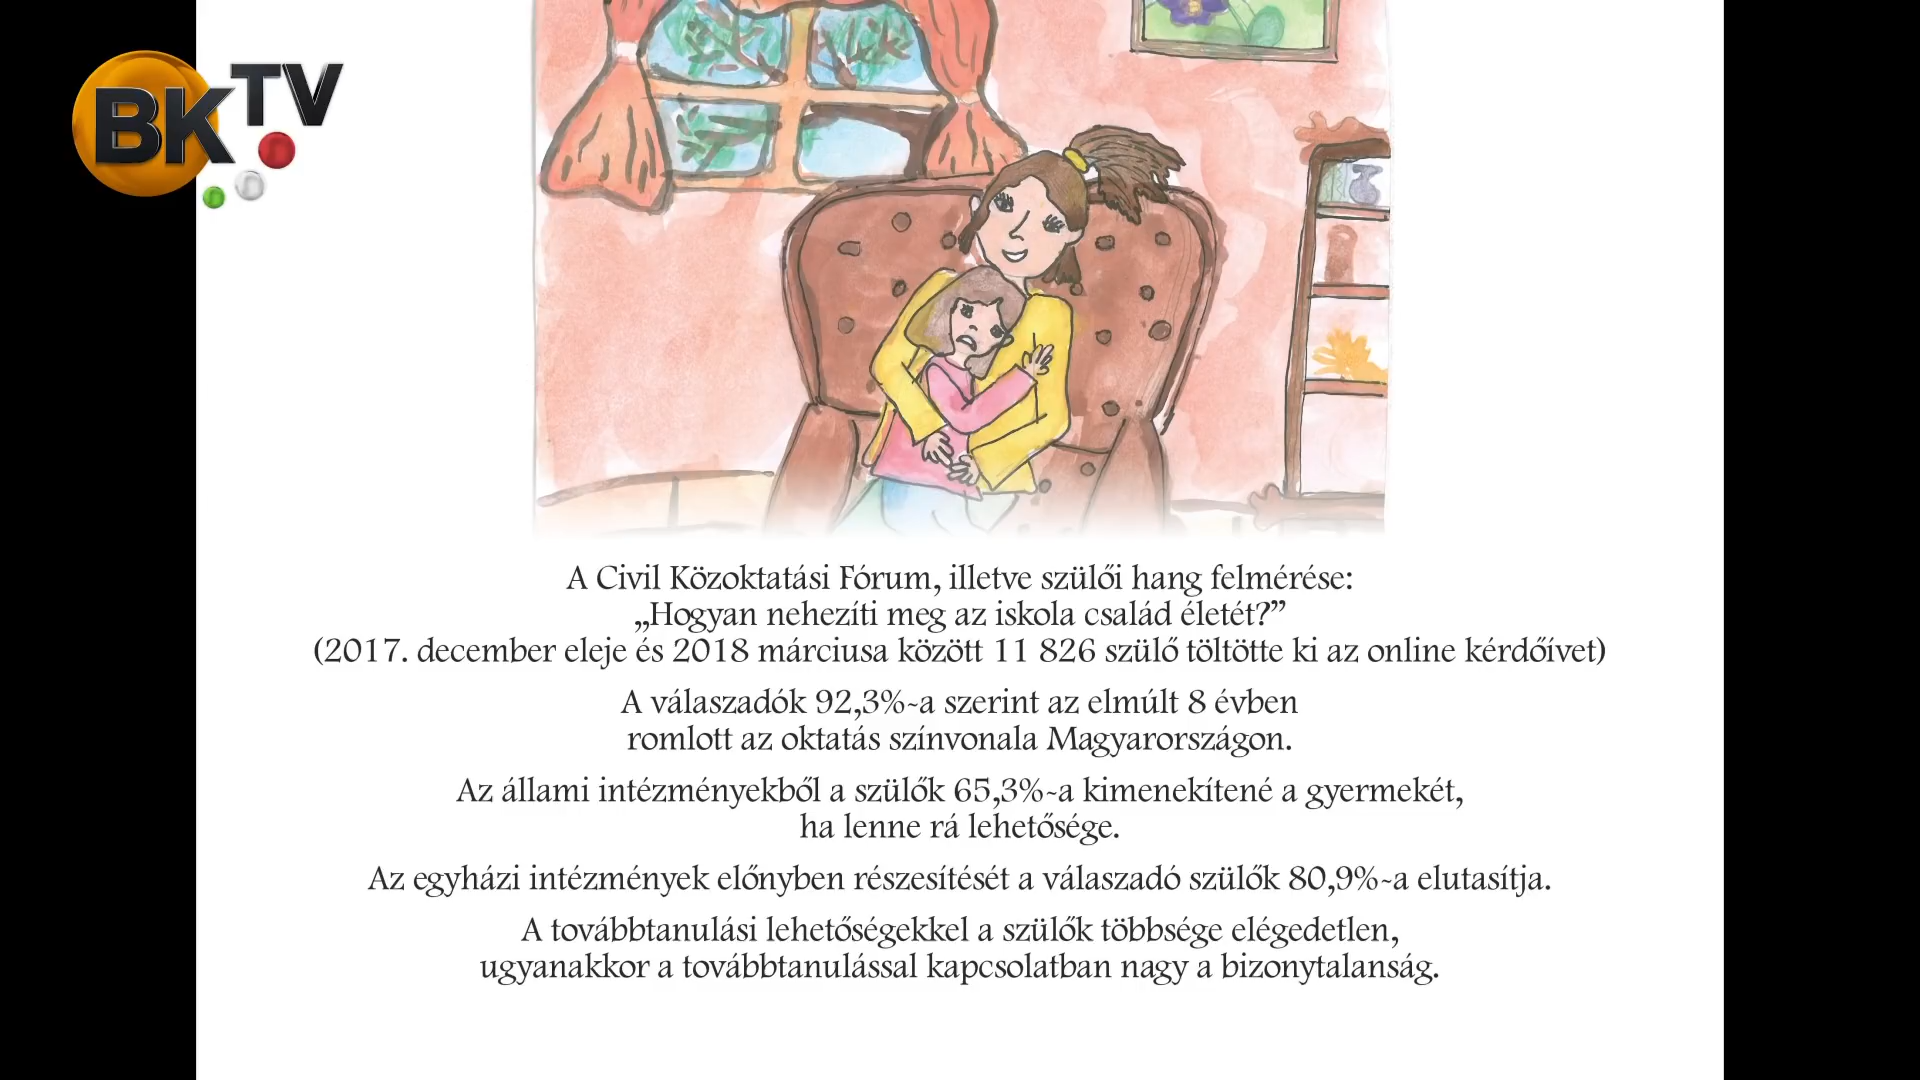 BK TV
A Civil Közoktatási Fórum, illetve szülői hang felmérése:
„Hogyan nehezíti meg az iskola család életét?”
(2017. december eleje és 2018 márciusa között 11 826 szülő töltötte ki az online kérdőívet)
A válaszadók 92,3%-a szerint az elmúlt 8 évben
romlott az oktatás színvonala Magyarországon.
Az állami intézményekből a szülők 65,3%-a kimenekítené a gyermekét,
ha lenne rá lehetősége.
Az egyházi intézmények előnyben részesítését a válaszadó szülők 80,9%-a elutasítja.
A továbbtanulási lehetőségekkel a szülők többsége elégedetlen,
ugyanakkor a továbbtanulással kapcsolatban nagy a bizonytalanság.